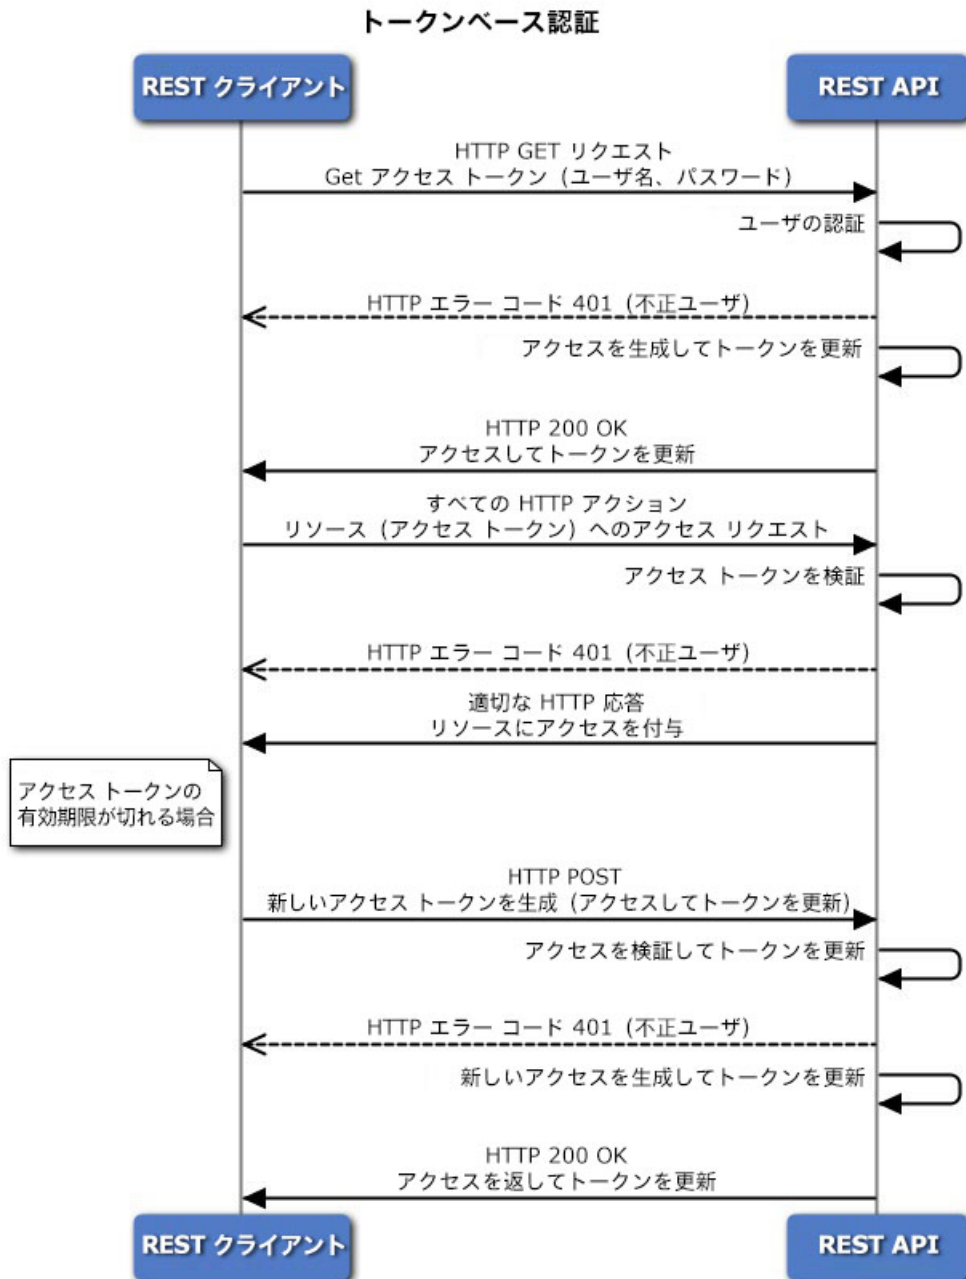 トークンベース認証
REST クライアント
REST API
HTTP GET リクエスト
Get アクセス トークン（ユーザ名、パスワード）
ユーザの認証
HTTP エラー コード 401（不正ユーザ）
アクセスを生成してトークンを更新
HTTP 200 OK
アクセスしてトークンを更新
すべての HTTP アクション
リソース（アクセス トークン）へのアクセス リクエスト
アクセス トークンを検証
HTTP エラー コード 401（不正ユーザ）
適切な HTTP 応答
リソースにアクセスを付与
アクセス トークンの
有効期限が切れる場合
HTTP POST
新しいアクセス トークンを生成（アクセスしてトークンを更新）
アクセスを検証してトークンを更新
HTTP エラー コード 401（不正ユーザ）
新しいアクセスを生成してトークンを更新
HTTP 200 OK
アクセスを返してトークンを更新
REST クライアント
REST API